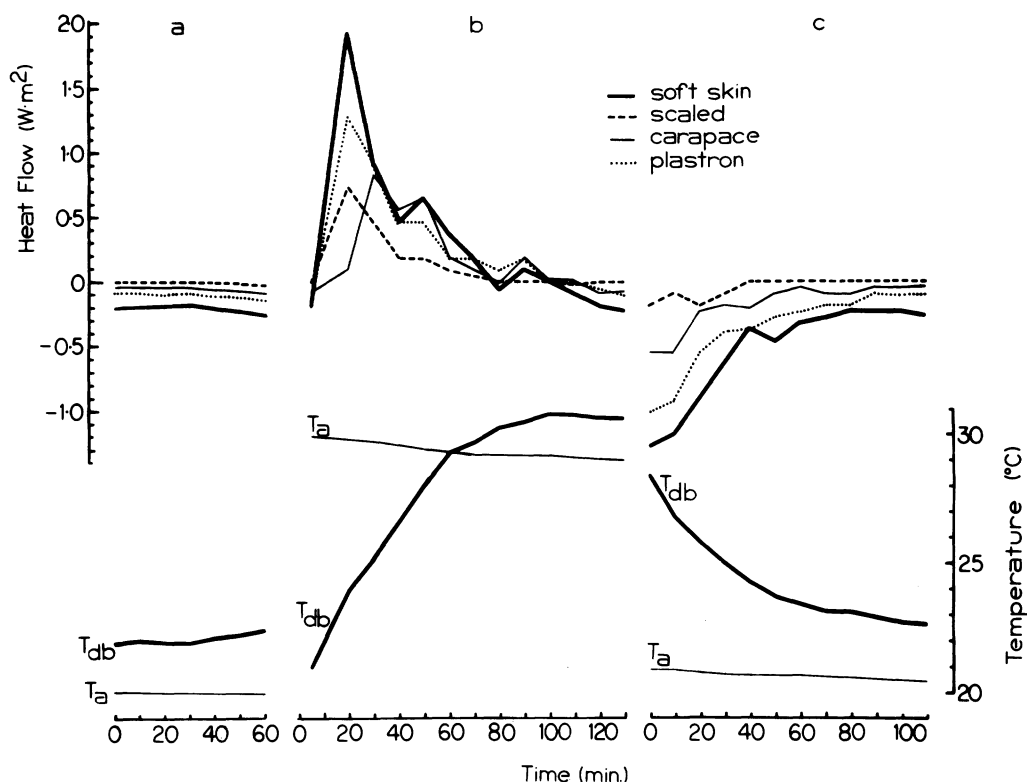 a
b
c
2·0
1·5
1·0
0·5
0
-0·5
-1·0
Heat Flow (W·m2)
soft skin
scaled
carapace
plastron
Ta
Tdb
Tdb
Ta
Tdb
Ta
30
25
20
Temperature (°C)
0 20 40 60
0 20 40 60 80 100 120
0 20 40 60 80 100
Time (min.)